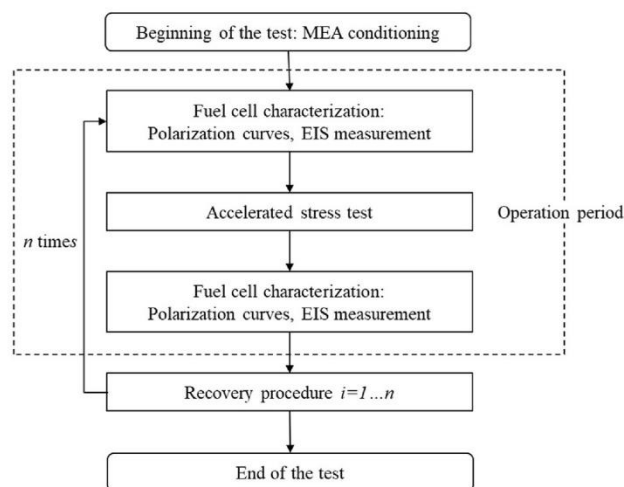 Beginning of the test: MEA conditioning
Fuel cell characterization:
Polarization curves, EIS measurement
Accelerated stress test
Operation period
n times
Fuel cell characterization:
Polarization curves, EIS measurement
Recovery procedure i=1…n
End of the test